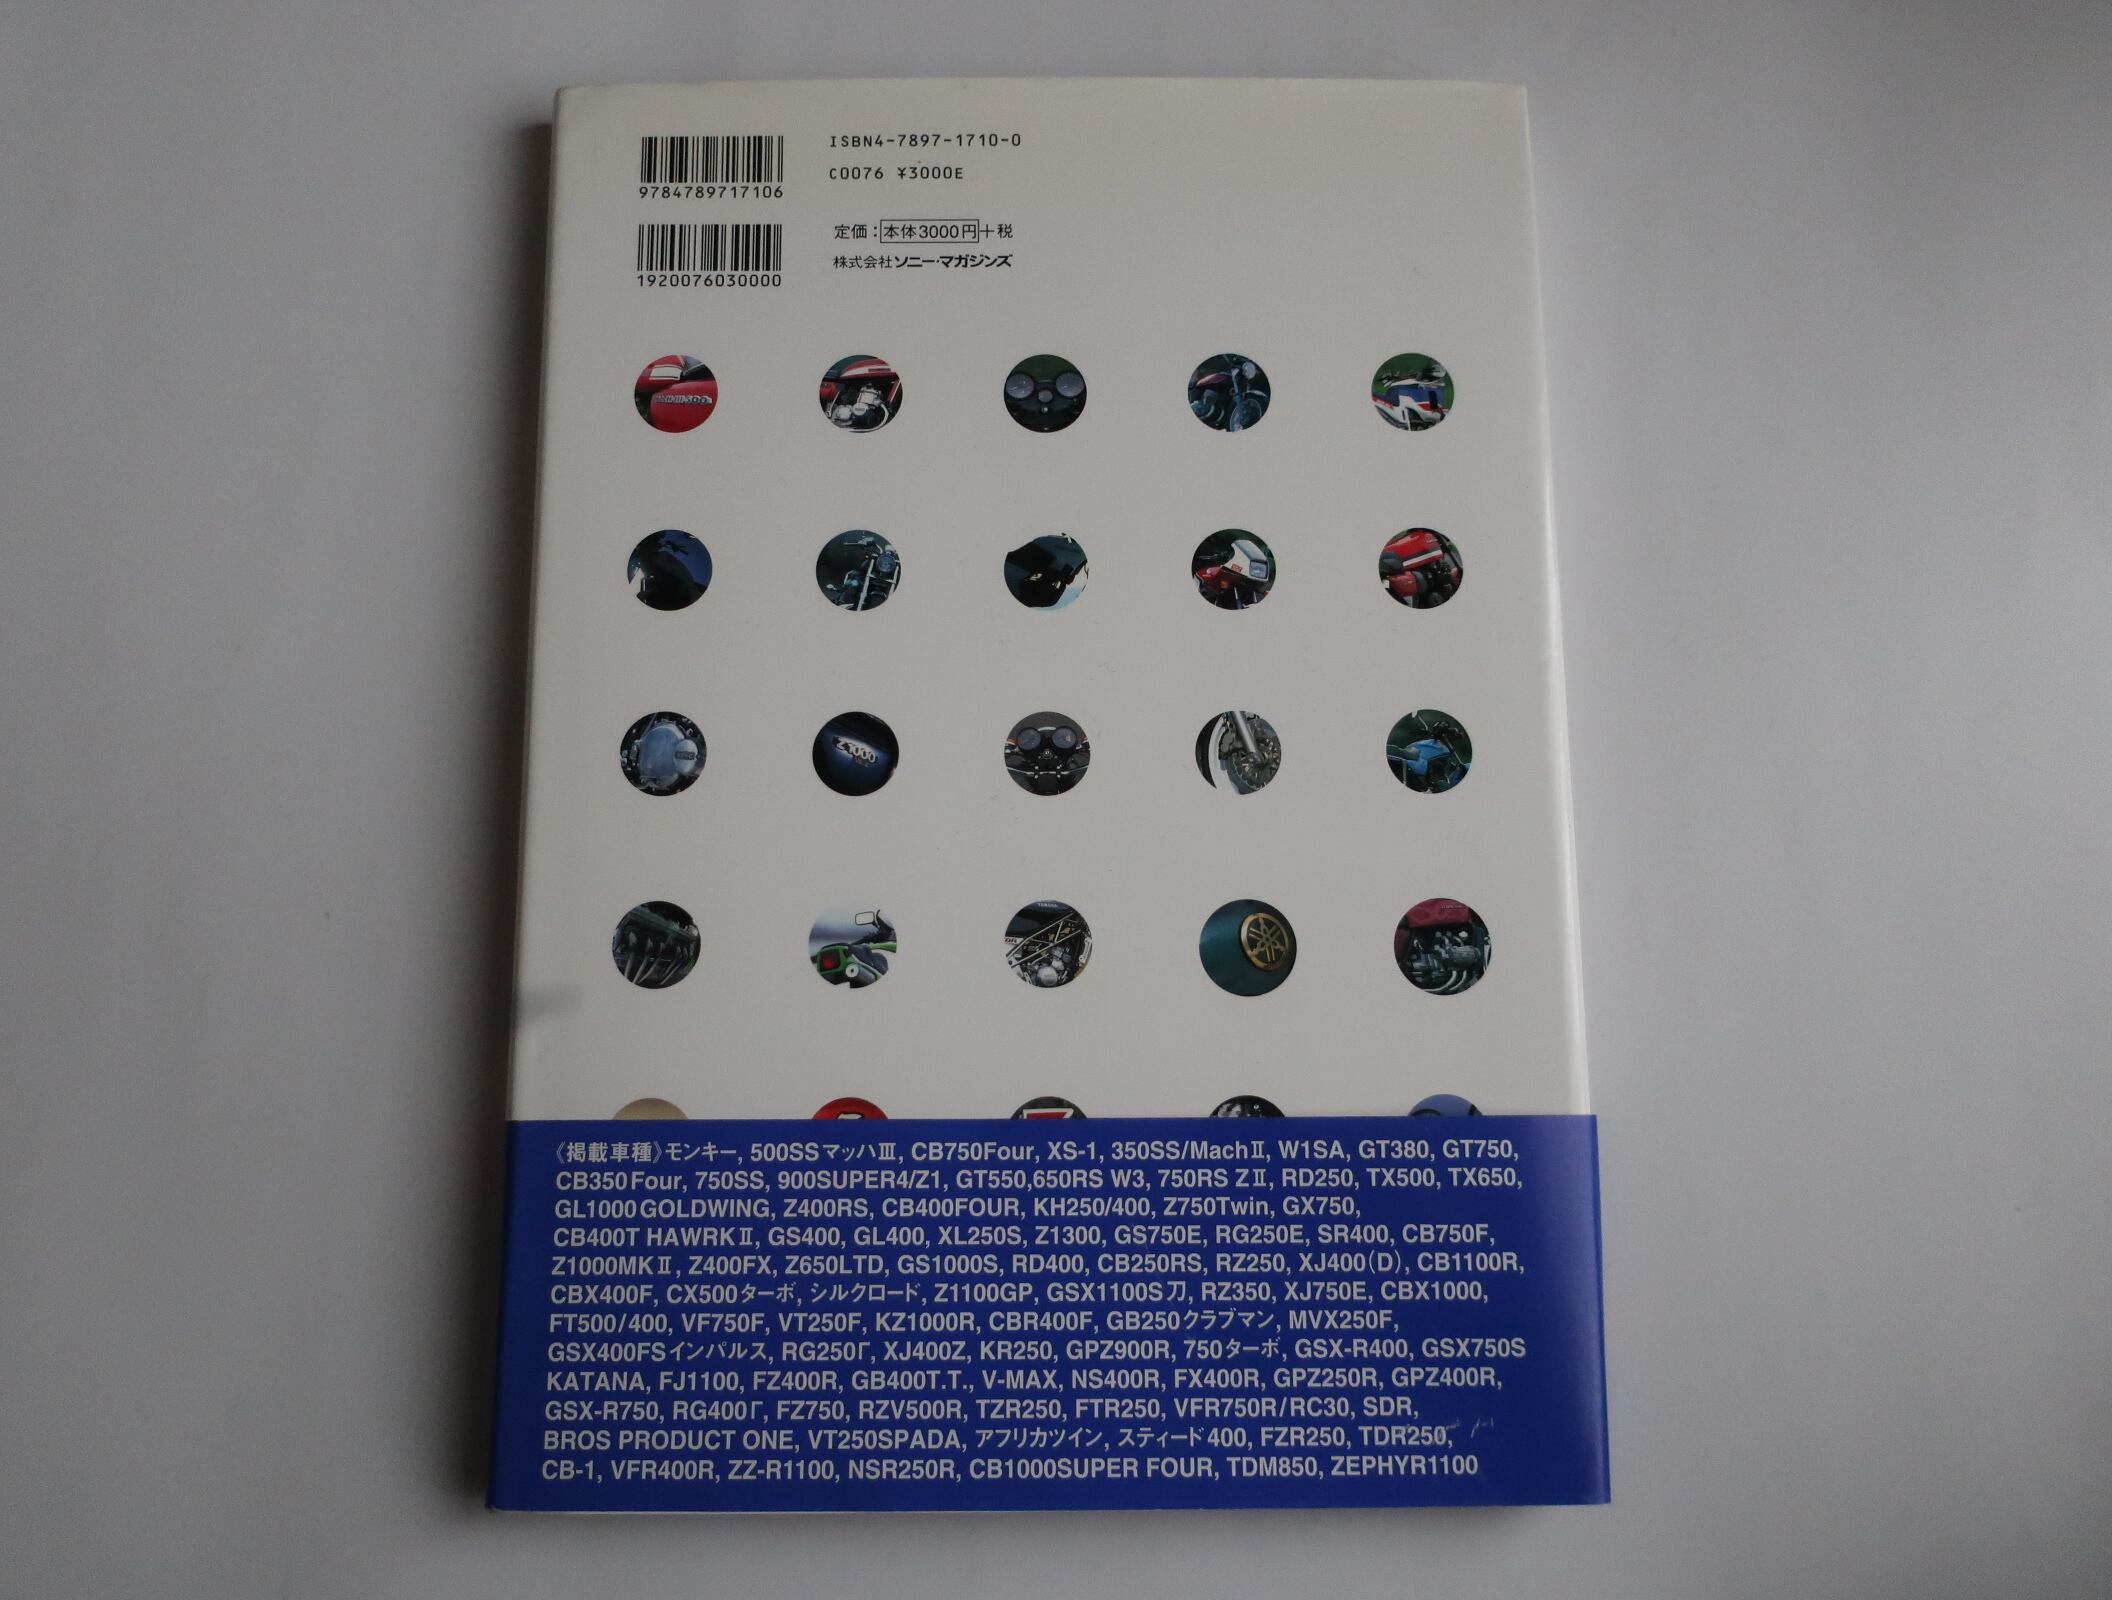 ISBN4-7897-1710-0
9784789717106
C0076 ¥3000E
定価：本体3000円＋税
1920076030000
株式会社ソニー・マガジンズ
Z1000
YAMAHA
《掲載車種》モンキー, 500SSマッハⅢ, CB750Four, XS-1, 350SS/MachⅡ, W1SA, GT380, GT750,
CB350Four, 750SS, 900SUPER4/Z1, GT550,650RS W3, 750RS ZⅡ, RD250, TX500, TX650,
GL1000GOLDWING, Z400RS, CB400FOUR, KH250/400, Z750Twin, GX750,
CB400T HAWRKⅡ, GS400, GL400, XL250S, Z1300, GS750E, RG250E, SR400, CB750F,
Z1000MKⅡ, Z400FX, Z650LTD, GS1000S, RD400, CB250RS, RZ250, XJ400(D), CB1100R,
CBX400F, CX500ターボ, シルクロード, Z1100GP, GSX1100S刀, RZ350, XJ750E, CBX1000,
FT500/400, VF750F, VT250F, KZ1000R, CBR400F, GB250クラブマン, MVX250F,
GSX400FSインパルス, RG250Γ, XJ400Z, KR250, GPZ900R, 750ターボ, GSX-R400, GSX750S
KATANA, FJ1100, FZ400R, GB400T.T., V-MAX, NS400R, FX400R, GPZ250R, GPZ400R,
GSX-R750, RG400Γ, FZ750, RZV500R, TZR250, FTR250, VFR750R/RC30, SDR,
BROS PRODUCT ONE, VT250SPADA, アフリカツイン, スティード400, FZR250, TDR250,
CB-1, VFR400R, ZZ-R1100, NSR250R, CB1000SUPER FOUR, TDM850, ZEPHYR1100